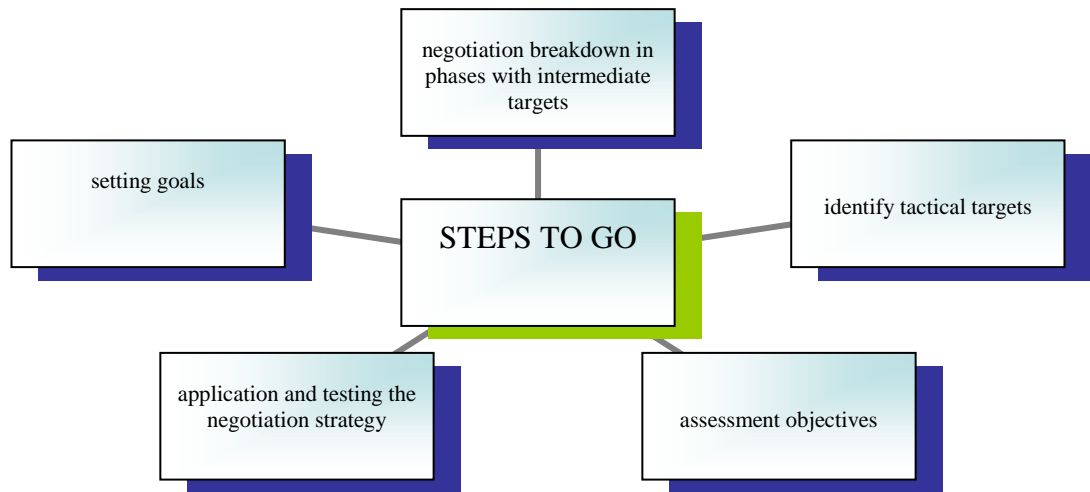 negotiation breakdown in
phases with intermediate
targets
setting goals
identify tactical targets
STEPS TO GO
application and testing the
negotiation strategy
assessment objectives